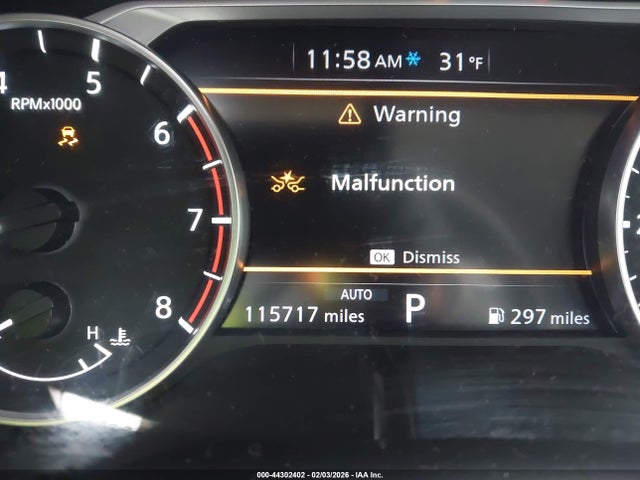 11:58 AM 31°F
4 5 6 7 8
RPMx1000
Warning
Malfunction
OK Dismiss
AUTO
115717 miles P 297 miles
H
2
000-44302402 - 02/03/2026 - IAA Inc.